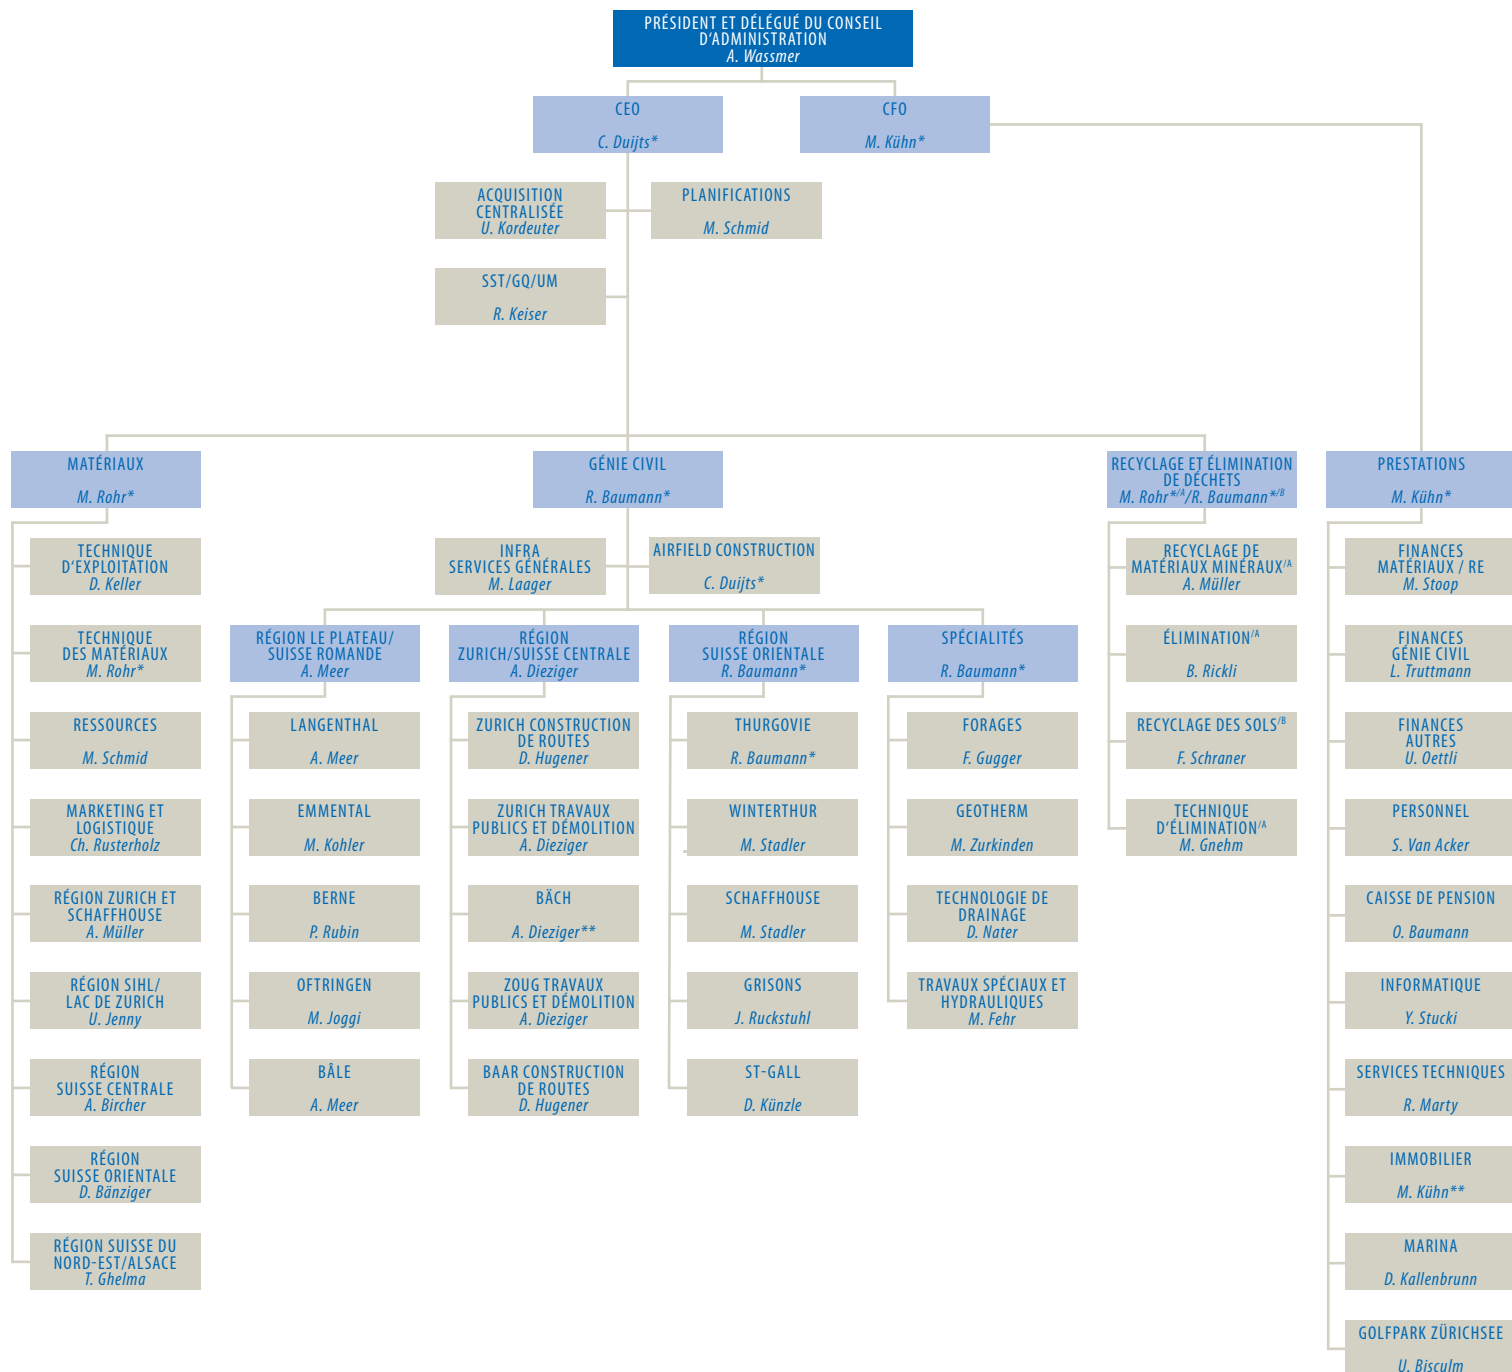 PRÉSIDENT ET DÉLÉGUÉ DU CONSEIL
D'ADMINISTRATION
A. Wassmer
CEO
C. Duijts*
CFO
M. Kühn*
ACQUISITION
CENTRALISÉE
U. Kordeuter
PLANIFICATIONS
M. Schmid
SST/GQ/UM
R. Keiser
MATÉRIAUX
M. Rohr*
GÉNIE CIVIL
R. Baumann*
RECYCLAGE ET ÉLIMINATION
DE DÉCHETS
M. Rohr*/A/R. Baumann*/B
PRESTATIONS
M. Kühn*
TECHNIQUE
D'EXPLOITATION
D. Keller
TECHNIQUE
DES MATÉRIAUX
M. Rohr*
RESSOURCES
M. Schmid
MARKETING ET
LOGISTIQUE
Ch. Rusterholz
RÉGION ZURICH ET
SCHAFFHOUSE
A. Müller
RÉGION SIHL/
LAC DE ZURICH
U. Jenny
RÉGION
SUISSE CENTRALE
A. Bircher
RÉGION
SUISSE ORIENTALE
D. Bänziger
RÉGION SUISSE DU
NORD-EST/ALSACE
T. Ghelma
INFRA
SERVICES GÉNÉRALES
M. Laager
AIRFIELD CONSTRUCTION
C. Duijts*
RÉGION LE PLATEAU/
SUISSE ROMANDE
A. Meer
LANGENTHAL
A. Meer
EMMENTAL
M. Kohler
BERNE
P. Rubin
OFTRINGEN
M. Joggi
BÂLE
A. Meer
RÉGION
ZURICH/SUISSE CENTRALE
A. Dieziger
ZURICH CONSTRUCTION
DE ROUTES
D. Hugener
ZURICH TRAVAUX
PUBLICS ET DÉMOLITION
A. Dieziger
BÄCH
A. Dieziger**
ZOUG TRAVAUX
PUBLICS ET DÉMOLITION
A. Dieziger
BAAR CONSTRUCTION
DE ROUTES
D. Hugener
RÉGION
SUISSE ORIENTALE
R. Baumann*
THURGOVIE
R. Baumann*
WINTERTHUR
M. Stadler
SCHAFFHOUSE
M. Stadler
GRISONS
J. Ruckstuhl
ST-GALL
D. Künzle
SPÉCIALITÉS
R. Baumann*
FORAGES
F. Gugger
GEOTHERM
M. Zurkinden
TECHNOLOGIE DE
DRAINAGE
D. Nater
TRAVAUX SPÉCIAUX ET
HYDRAULIQUES
M. Fehr
RECYCLAGE DE
MATÉRIAUX MINÉRAUX/A
A. Müller
ÉLIMINATION/A
B. Rickli
RECYCLAGE DES SOLS/B
F. Schraner
TECHNIQUE
D'ÉLIMINATION/A
M. Gnehm
FINANCES
MATÉRIAUX / RE
M. Stoop
FINANCES
GÉNIE CIVIL
L. Truttmann
FINANCES
AUTRES
U. Oettli
PERSONNEL
S. Van Acker
CAISSE DE PENSION
O. Baumann
INFORMATIQUE
Y. Stucki
SERVICES TECHNIQUES
R. Marty
IMMOBILIER
M. Kühn**
MARINA
D. Kallenbrunn
GOLFPARK ZÜRICHSEE
U. Bisculm